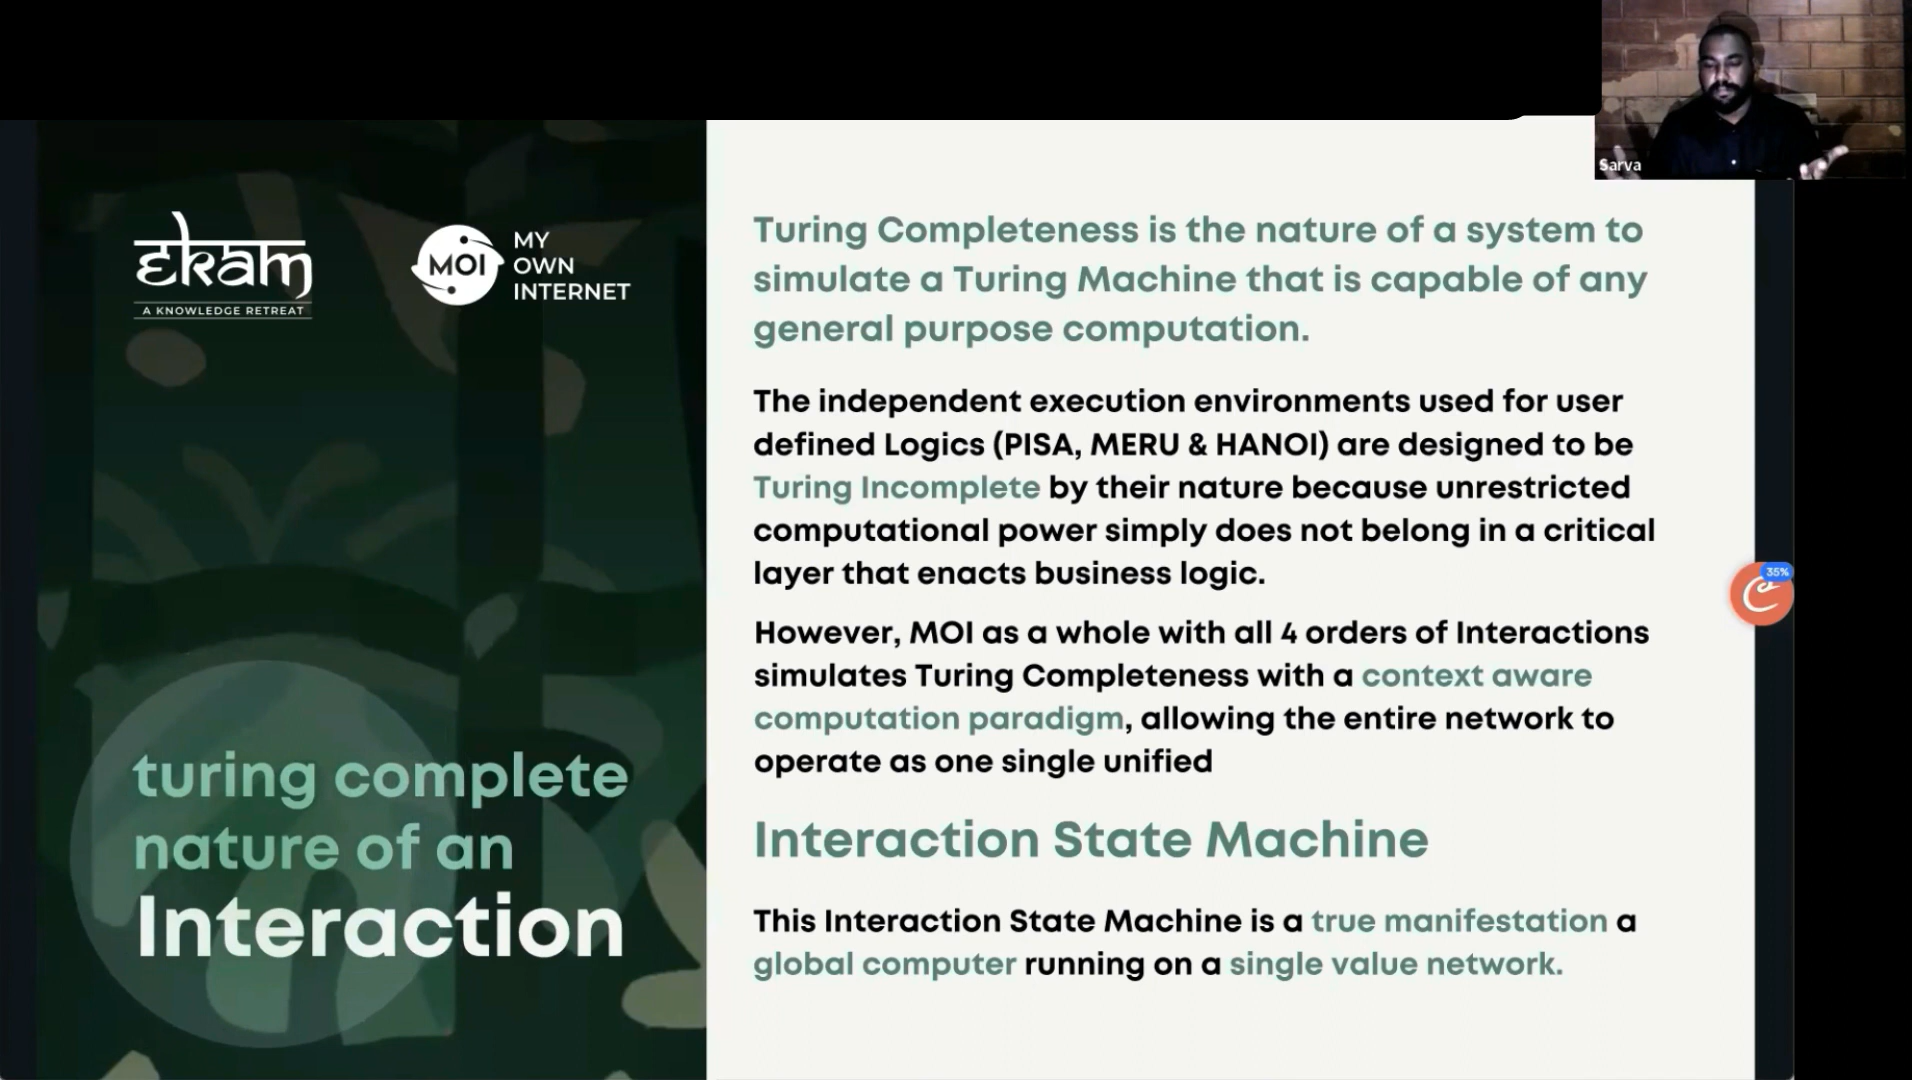 Sarva
ekam
A KNOWLEDGE RETREAT
MOI
MY
OWN
INTERNET
turing complete
nature of an
Interaction
Turing Completeness is the nature of a system to
simulate a Turing Machine that is capable of any
general purpose computation.
The independent execution environments used for user
defined Logics (PISA, MERU & HANOI) are designed to be
Turing Incomplete by their nature because unrestricted
computational power simply does not belong in a critical
layer that enacts business logic.
However, MOI as a whole with all 4 orders of Interactions
simulates Turing Completeness with a context aware
computation paradigm, allowing the entire network to
operate as one single unified
Interaction State Machine
This Interaction State Machine is a true manifestation a
global computer running on a single value network.
35%